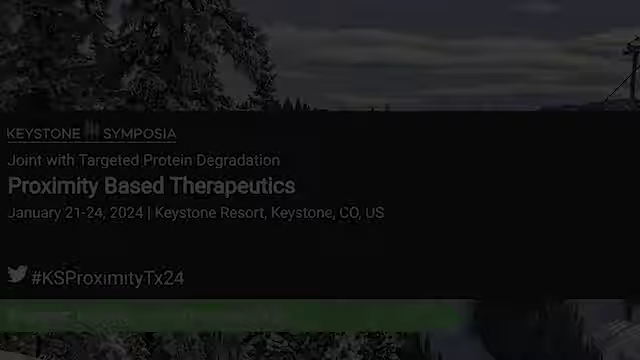 KEYSTONE SYMPOSIA
Joint with Targeted Protein Degradation
Proximity Based Therapeutics
January 21-24, 2024 | Keystone Resort, Keystone, CO, US
#KSProximityTx24